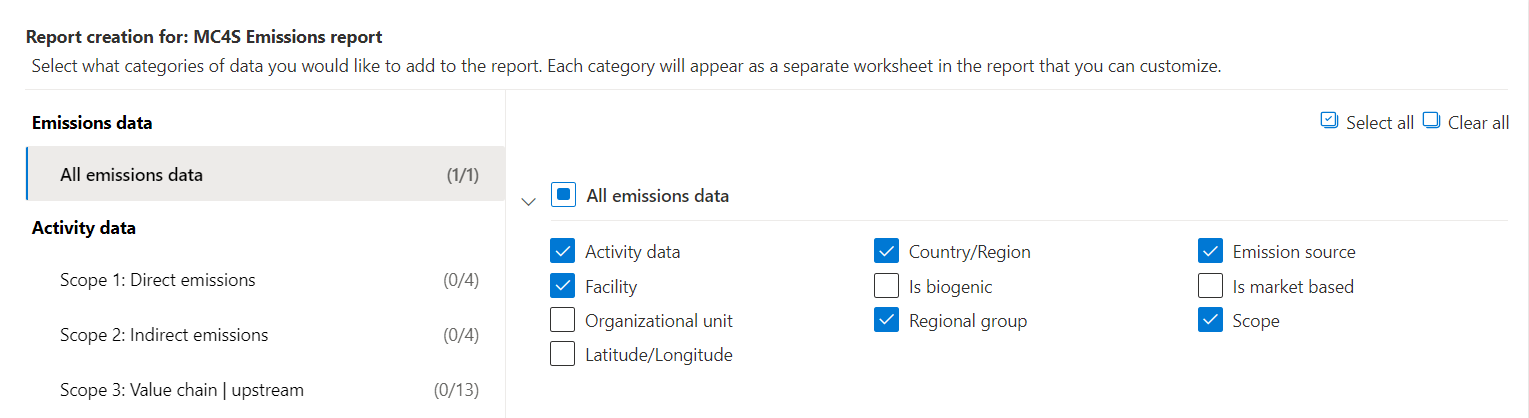 Report creation for: MC4S Emissions report
Select what categories of data you would like to add to the report. Each category will appear as a separate worksheet in the report that you can customize.
Emissions data
Select all Clear all
All emissions data (1/1)
All emissions data
Activity data
Activity data Country/Region Emission source
Scope 1: Direct emissions (0/4)
Facility Is biogenic Is market based
Organizational unit Regional group Scope
Scope 2: Indirect emissions (0/4)
Latitude/Longitude
Scope 3: Value chain | upstream (0/13)